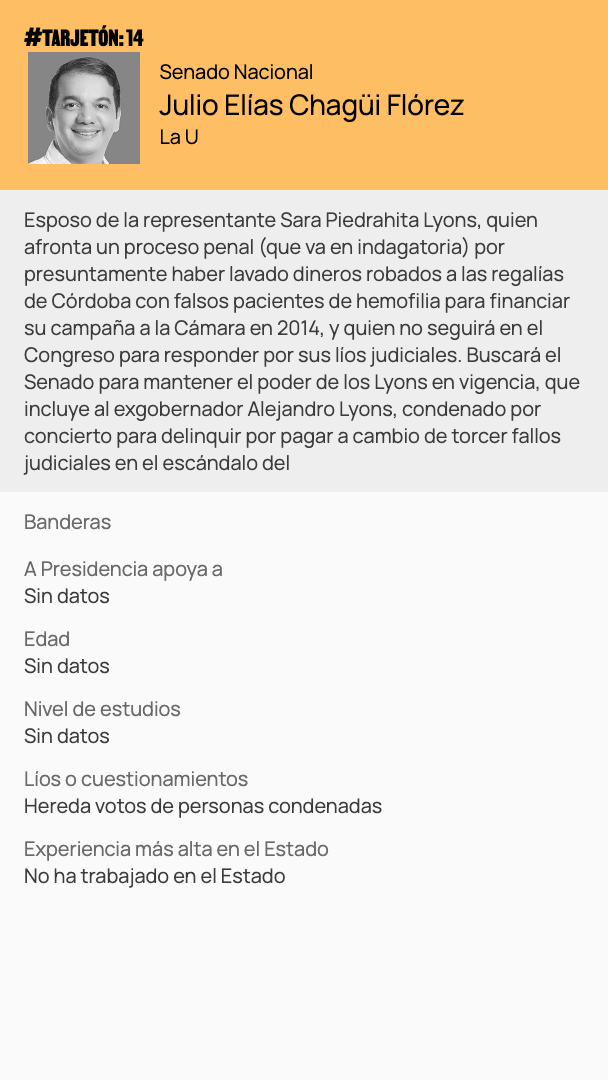 #TARJETÓN: 14
Senado Nacional
Julio Elías Chagüi Flórez
La U
Esposo de la representante Sara Piedrahita Lyons, quien
afronta un proceso penal (que va en indagatoria) por
presuntamente haber lavado dineros robados a las regalías
de Córdoba con falsos pacientes de hemofilia para financiar
su campaña a la Cámara en 2014, y quien no seguirá en el
Congreso para responder por sus líos judiciales. Buscará el
Senado para mantener el poder de los Lyons en vigencia, que
incluye al exgobernador Alejandro Lyons, condenado por
concierto para delinquir por pagar a cambio de torcer fallos
judiciales en el escándalo del
Banderas
A Presidencia apoya a
Sin datos
Edad
Sin datos
Nivel de estudios
Sin datos
Líos o cuestionamientos
Hereda votos de personas condenadas
Experiencia más alta en el Estado
No ha trabajado en el Estado